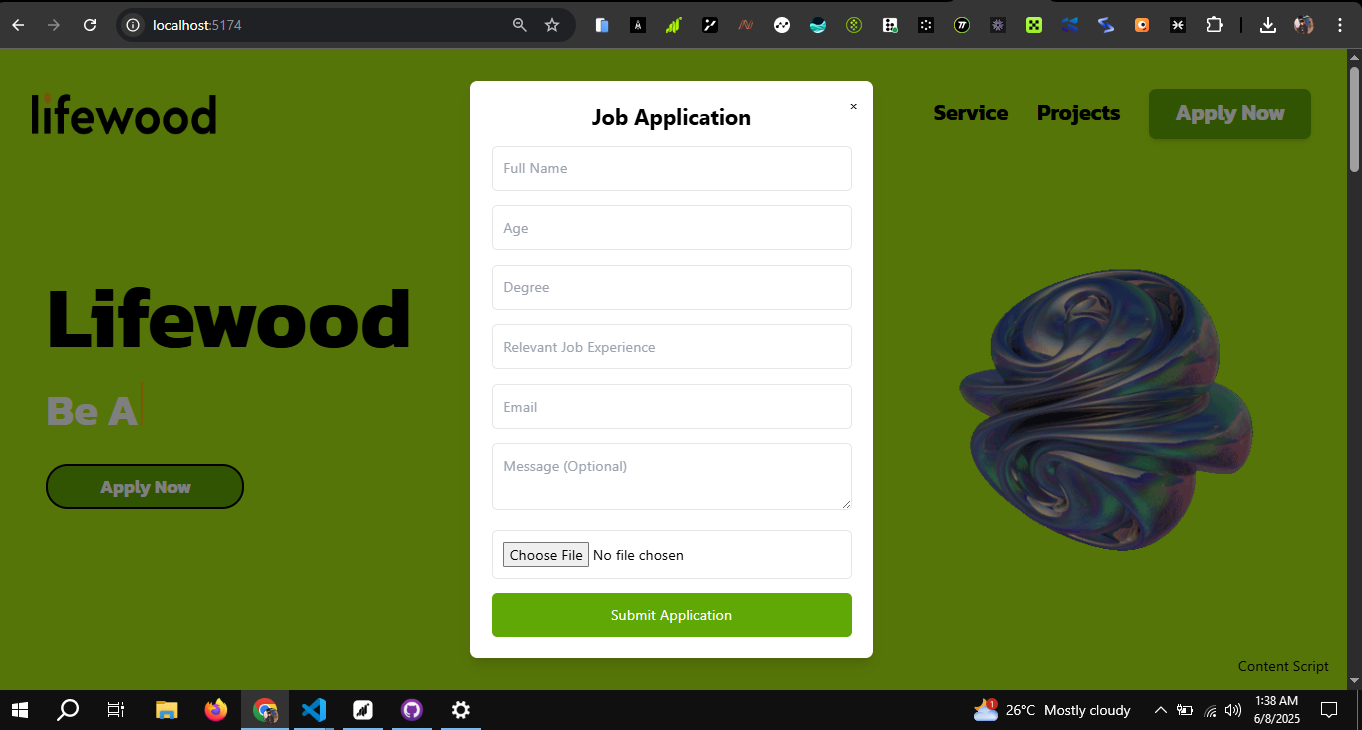 localhost:5174
lifewood
Service
Projects
Apply Now
Lifewood
Be A
Apply Now
Job Application
×
Full Name
Age
Degree
Relevant Job Experience
Email
Message (Optional)
Choose File No file chosen
Submit Application
Content Script
1
26°C Mostly cloudy
1:38 AM
6/8/2025